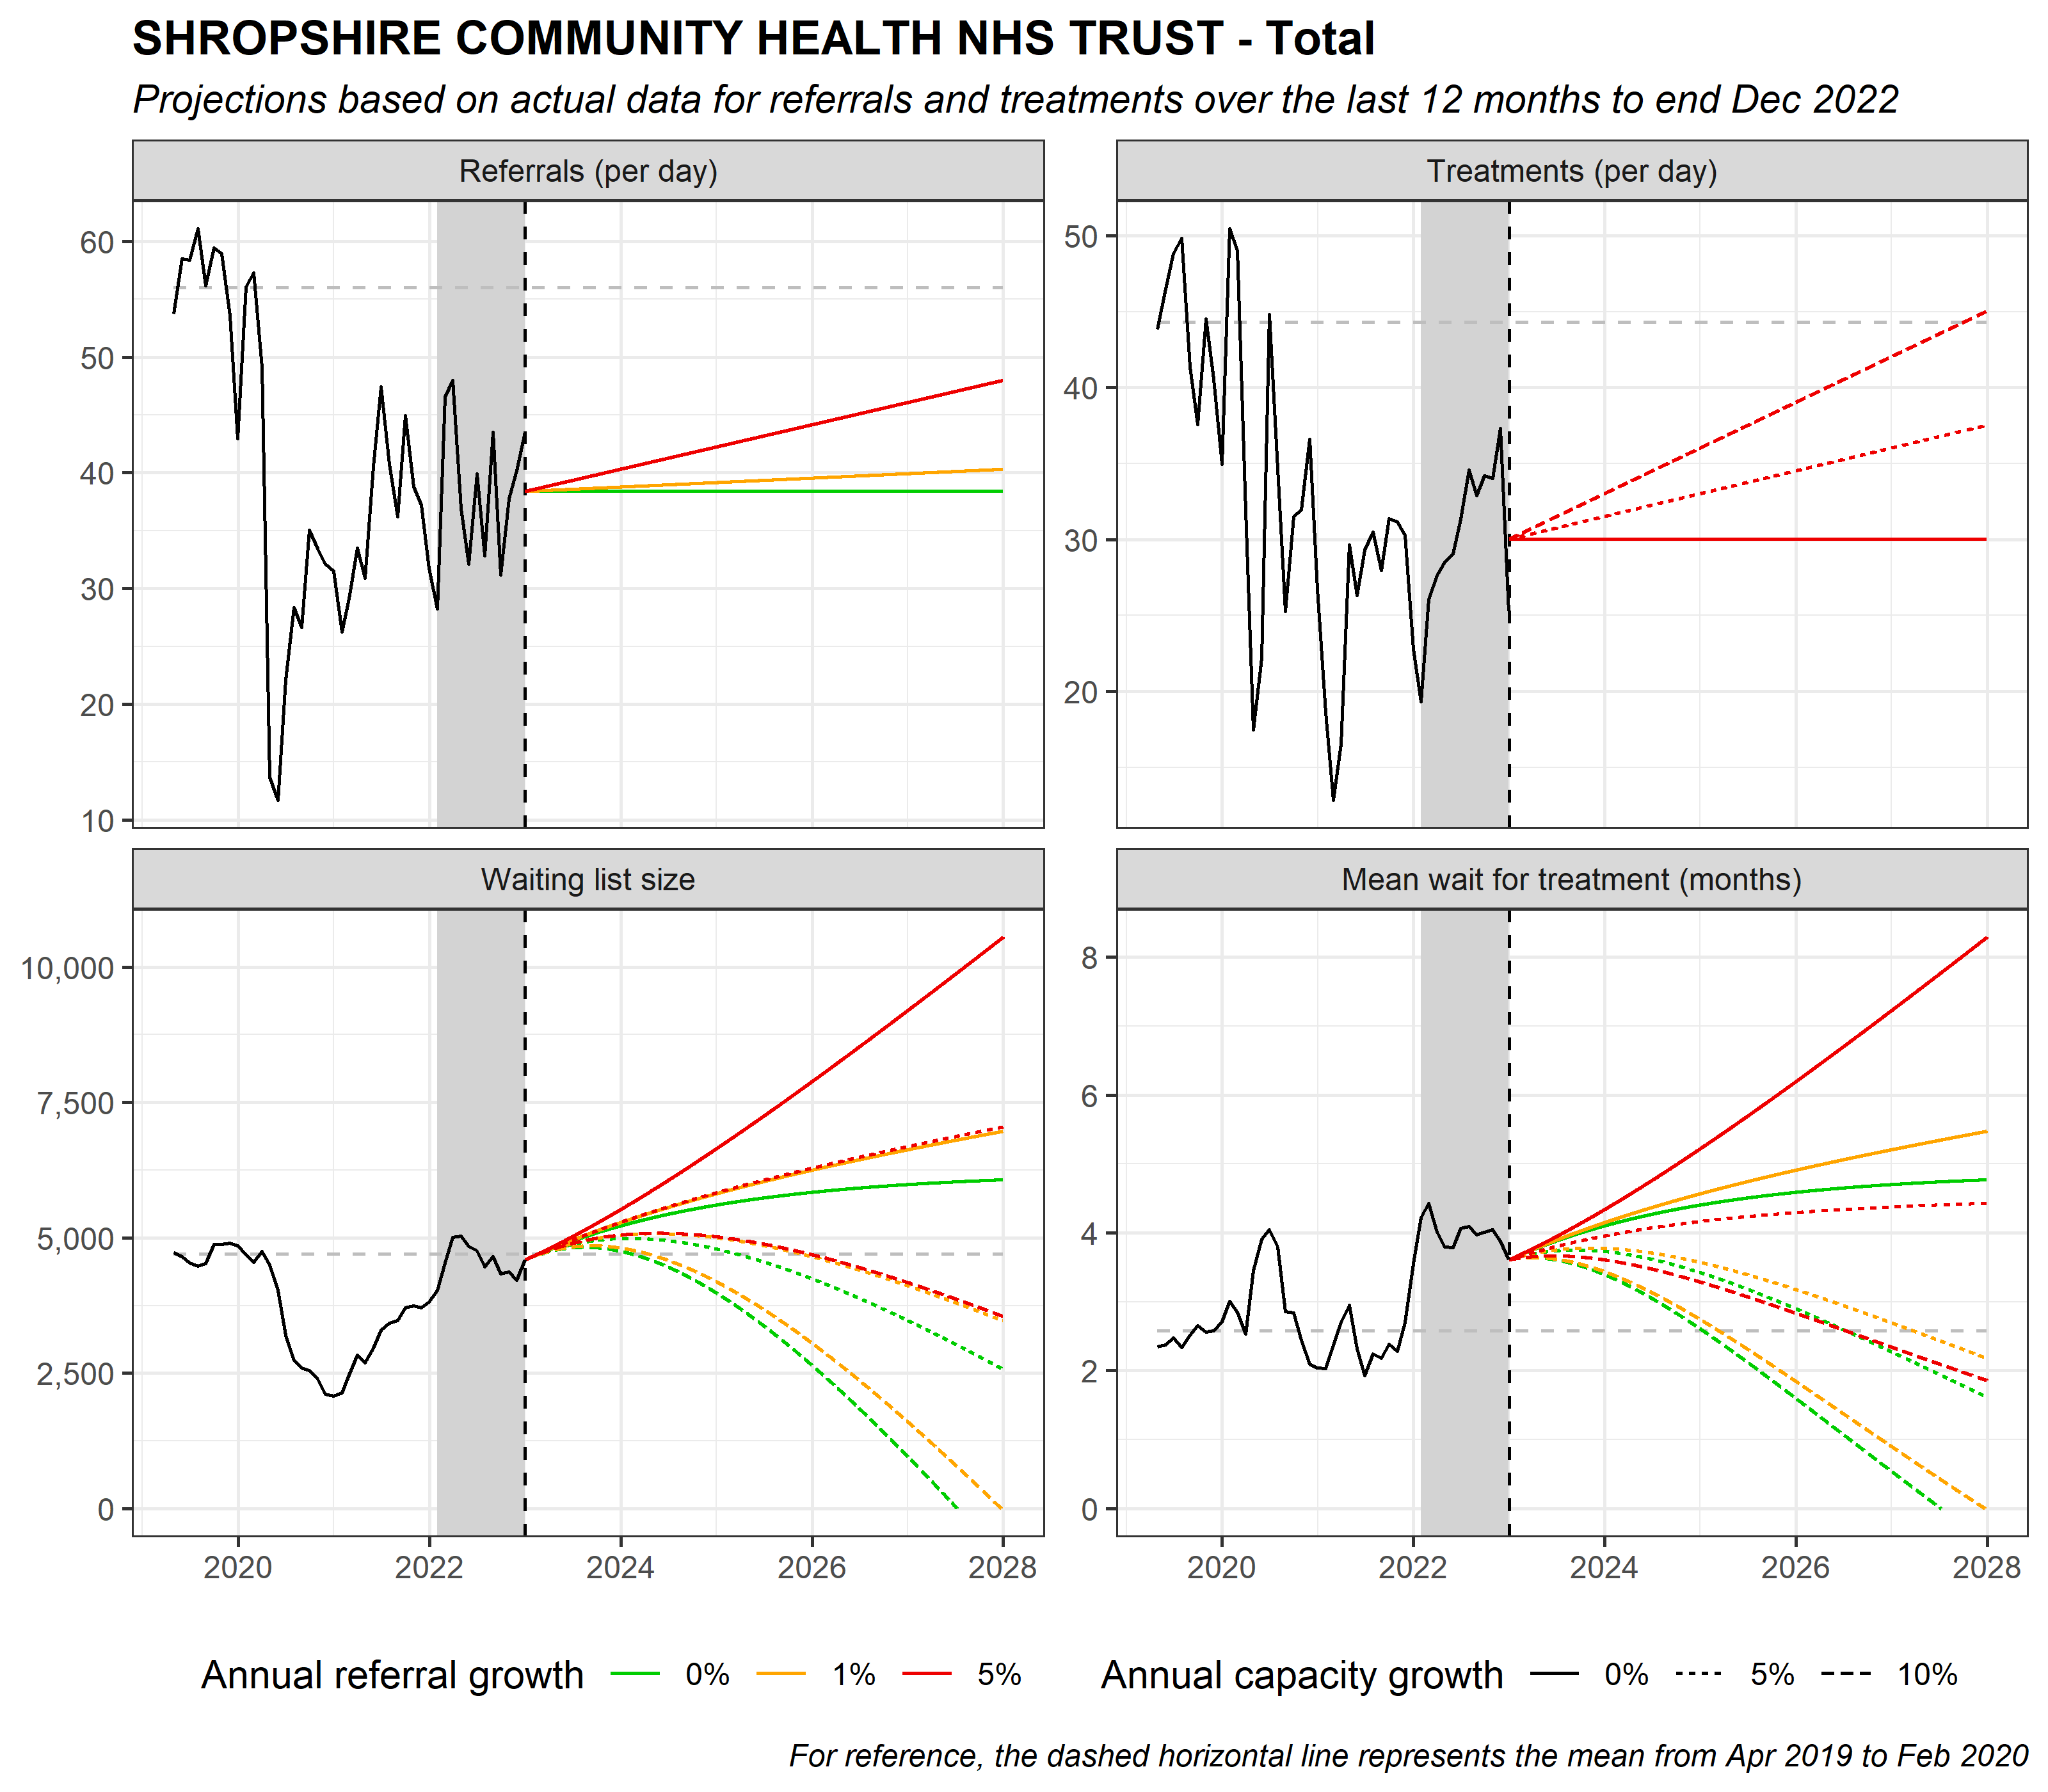 SHROPSHIRE COMMUNITY HEALTH NHS TRUST - Total
Projections based on actual data for referrals and treatments over the last 12 months to end Dec 2022
Referrals (per day)
60
50
40
30
20
10
Treatments (per day)
50
40
30
20
Waiting list size
10,000
7,500
5,000
2,500
0
2020 2022 2024 2026 2028
Mean wait for treatment (months)
8
6
4
2
0
2020 2022 2024 2026 2028
Annual referral growth 0% 1% 5%
Annual capacity growth 0% 5% 10%
For reference, the dashed horizontal line represents the mean from Apr 2019 to Feb 2020